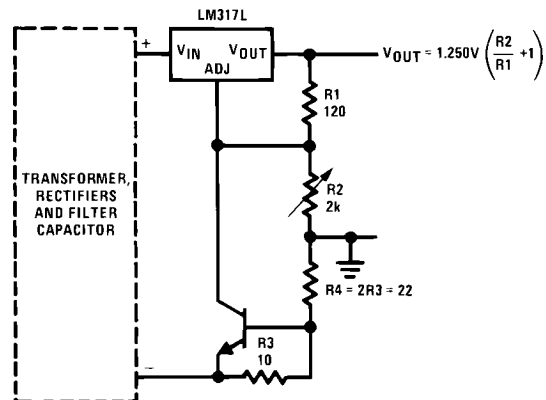 LM317L
+
VIN VOUT
ADJ
VOUT = 1.250V (R2/R1 +1)
R1
120
TRANSFORMER,
RECTIFIERS
AND FILTER
CAPACITOR
R2
2k
R4 = 2R3 = 22
R3
10
−